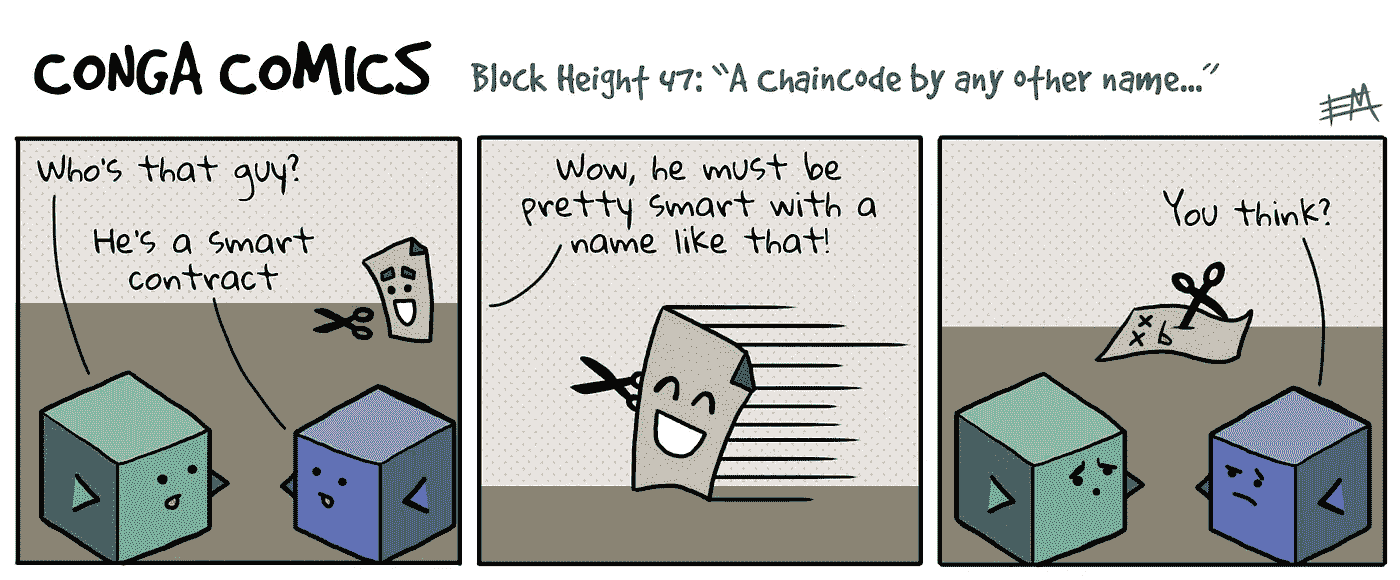 CONGA COMICS
Block Height 47: "A Chaincode by any other name..."
EM
Who's that guy?
He's a smart
contract
Wow, he must be
pretty smart with a
name like that!
You think?